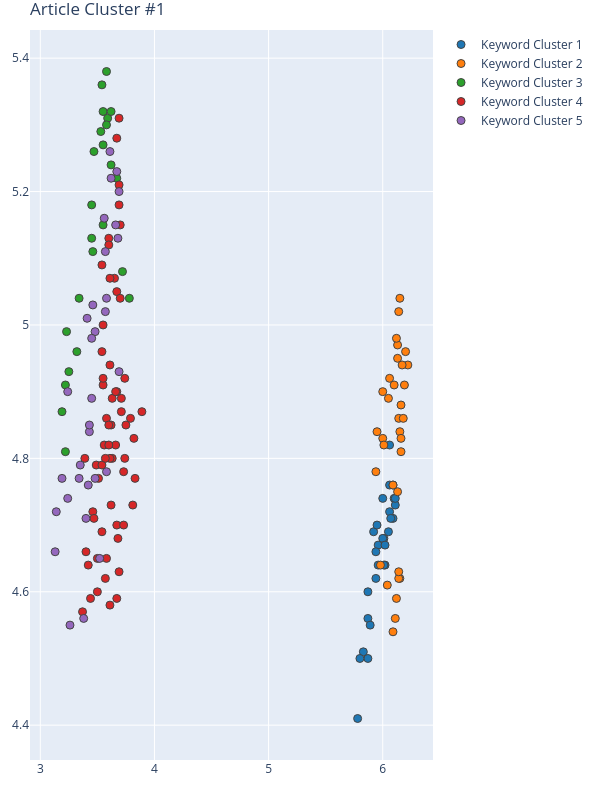 Article Cluster #1
Keyword Cluster 1
Keyword Cluster 2
Keyword Cluster 3
Keyword Cluster 4
Keyword Cluster 5
5.4
5.2
5
4.8
4.6
4.4
3 4 5 6